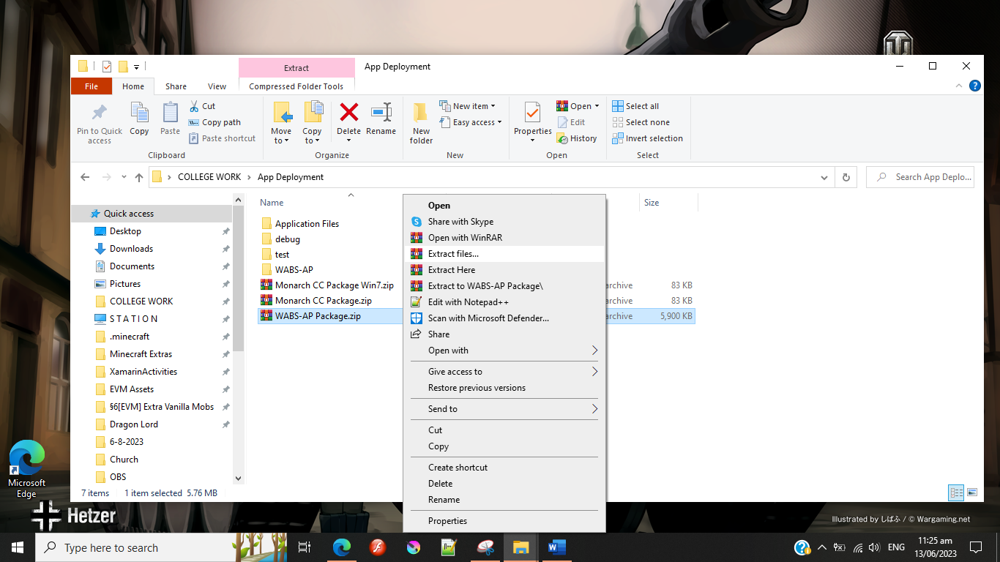 Extract
App Deployment
File
Home
Share
View
Compressed Folder Tools
Pin to Quick
access
Copy
Paste
Cut
Copy path
Paste shortcut
Clipboard
Move
to
Copy
to
Delete
Rename
Organize
New
folder
New item
Easy access
New
Properties
Open
Edit
History
Open
Select all
Select none
Invert selection
Select
COLLEGE WORK
App Deployment
Search App Deplo...
Quick access
Desktop
Downloads
Documents
Pictures
COLLEGE WORK
S T A T I O N
.minecraft
Minecraft Extras
XamarinActivities
EVM Assets
§6[EVM] Extra Vanilla Mobs
Dragon Lord
6-8-2023
Church
OBS
Name
Size
Application Files
debug
test
WABS-AP
Monarch CC Package Win7.zip
archive
83 KB
Monarch CC Package.zip
archive
83 KB
WABS-AP Package.zip
archive
5,900 KB
Open
Share with Skype
Open with WinRAR
Extract files...
Extract Here
Extract to WABS-AP Package\
Edit with Notepad++
Scan with Microsoft Defender...
Share
Open with
Give access to
Restore previous versions
Send to
Cut
Copy
Create shortcut
Delete
Rename
Properties
7 items
1 item selected 5.76 MB
Microsoft
Edge
Hetzer
Illustrated by しばふ / © Wargaming.net
Type here to search
ENG
11:25 am
13/06/2023